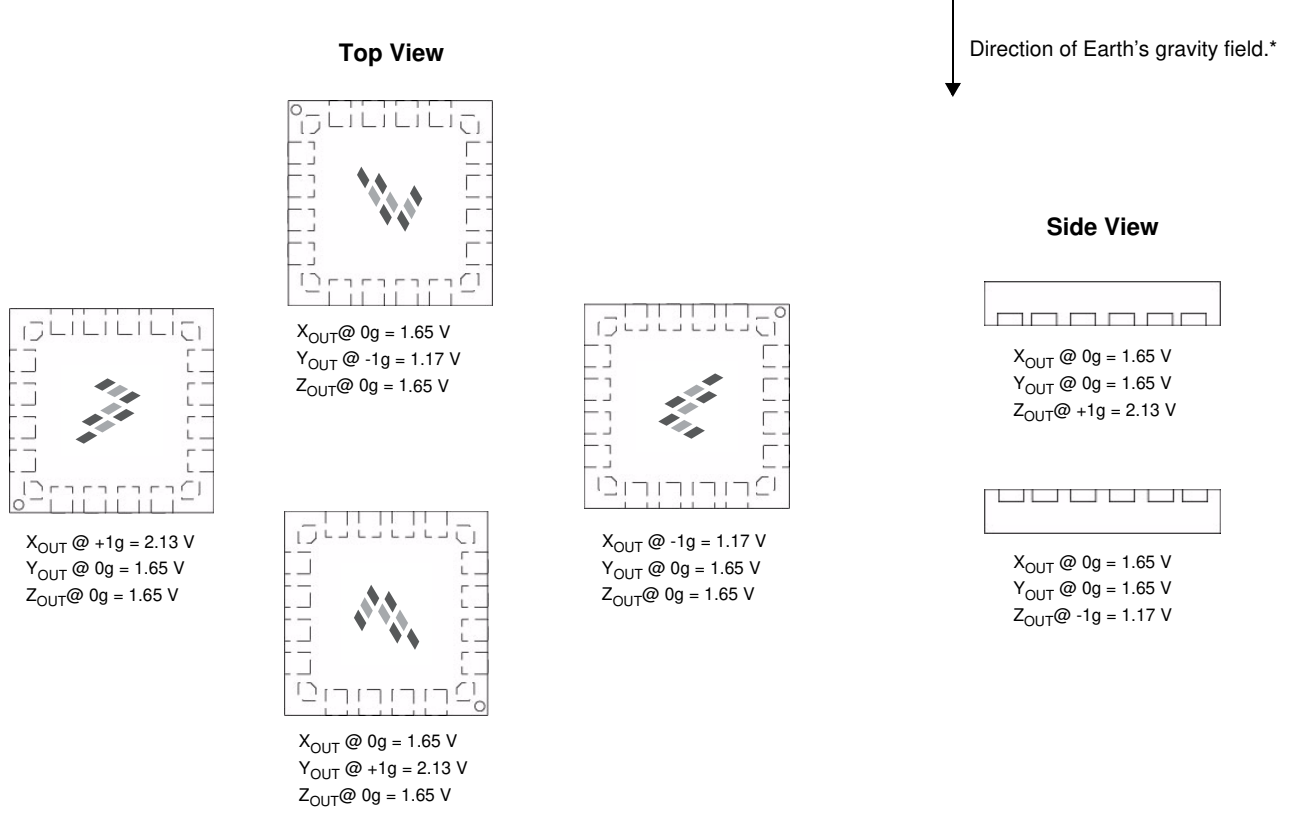 Direction of Earth's gravity field.*
Top View
Side View
XOUT@ 0g = 1.65 V
YOUT @ -1g = 1.17 V
ZOUT@ 0g = 1.65 V
XOUT @ +1g = 2.13 V
YOUT @ 0g = 1.65 V
ZOUT@ 0g = 1.65 V
XOUT @ -1g = 1.17 V
YOUT @ 0g = 1.65 V
ZOUT@ 0g = 1.65 V
XOUT @ 0g = 1.65 V
YOUT @ +1g = 2.13 V
ZOUT@ 0g = 1.65 V
XOUT @ 0g = 1.65 V
YOUT @ 0g = 1.65 V
ZOUT@ +1g = 2.13 V
XOUT @ 0g = 1.65 V
YOUT @ 0g = 1.65 V
ZOUT@ -1g = 1.17 V